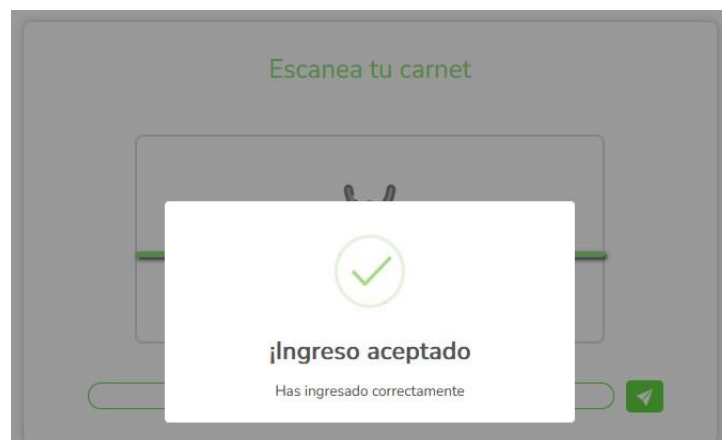 Escanea tu carnet
¡Ingreso aceptado
Has ingresado correctamente